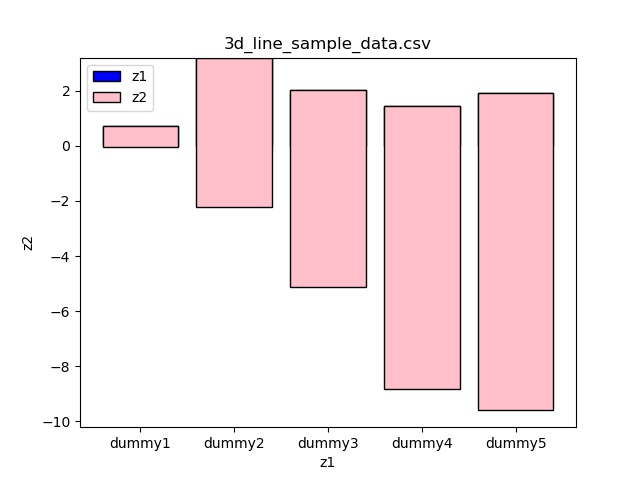 3d_line_sample_data.csv
z1
z2
2
0
−2
−4
−6
−8
−10
z2
dummy1 dummy2 dummy3 dummy4 dummy5
z1